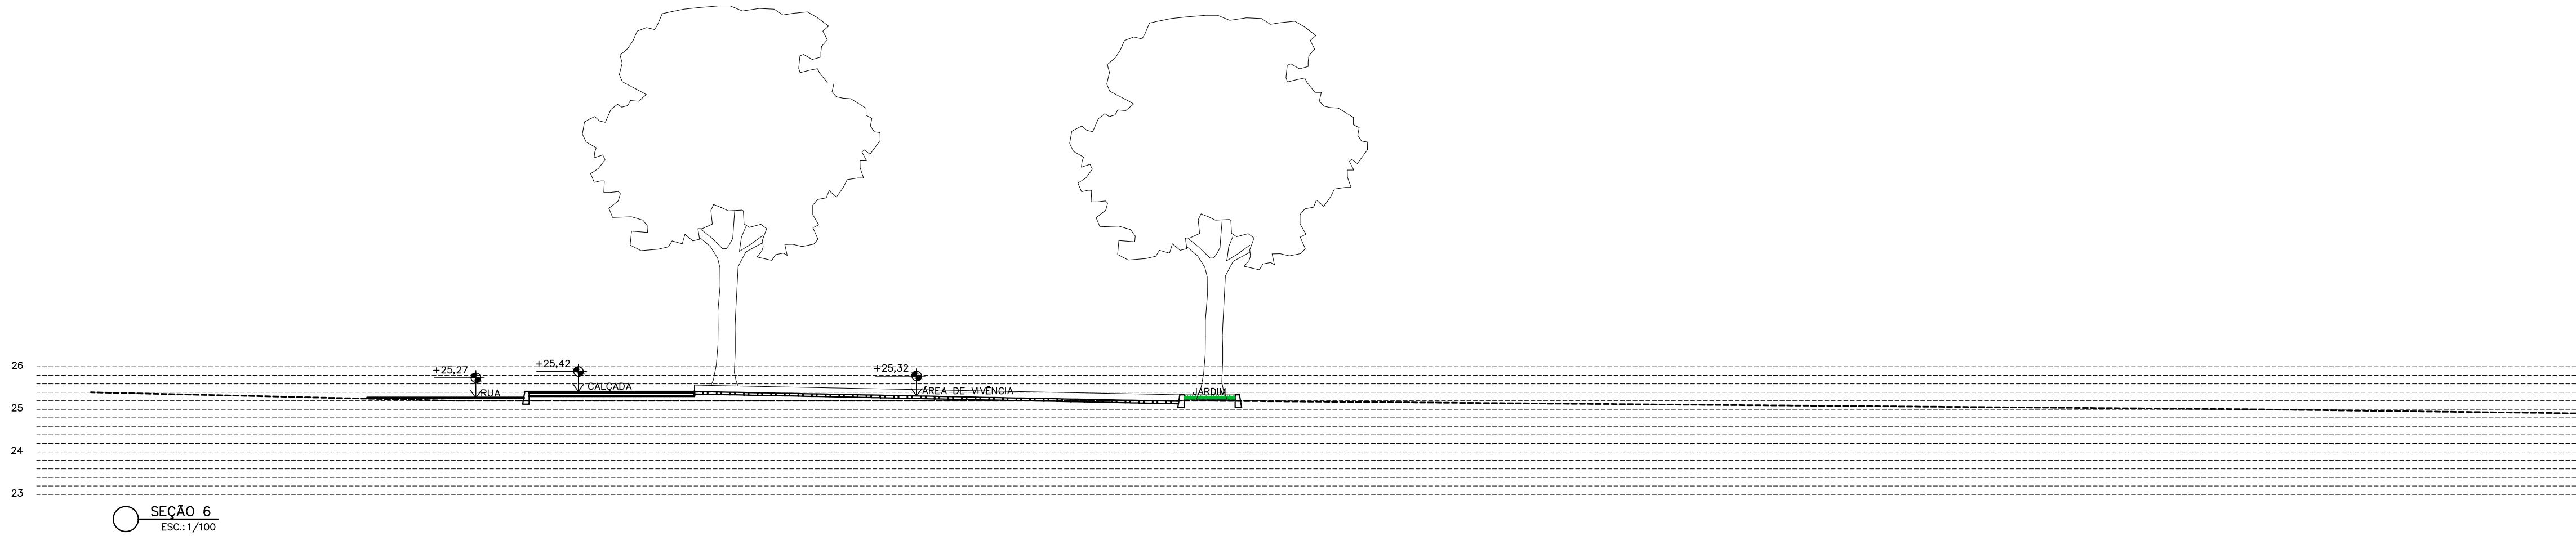 26
+25,27
+25,42
+25,32
RUA
CALÇADA
ÁREA DE VIVÊNCIA
JARDIM
25
24
23
SEÇÃO 6
ESC.:1/100